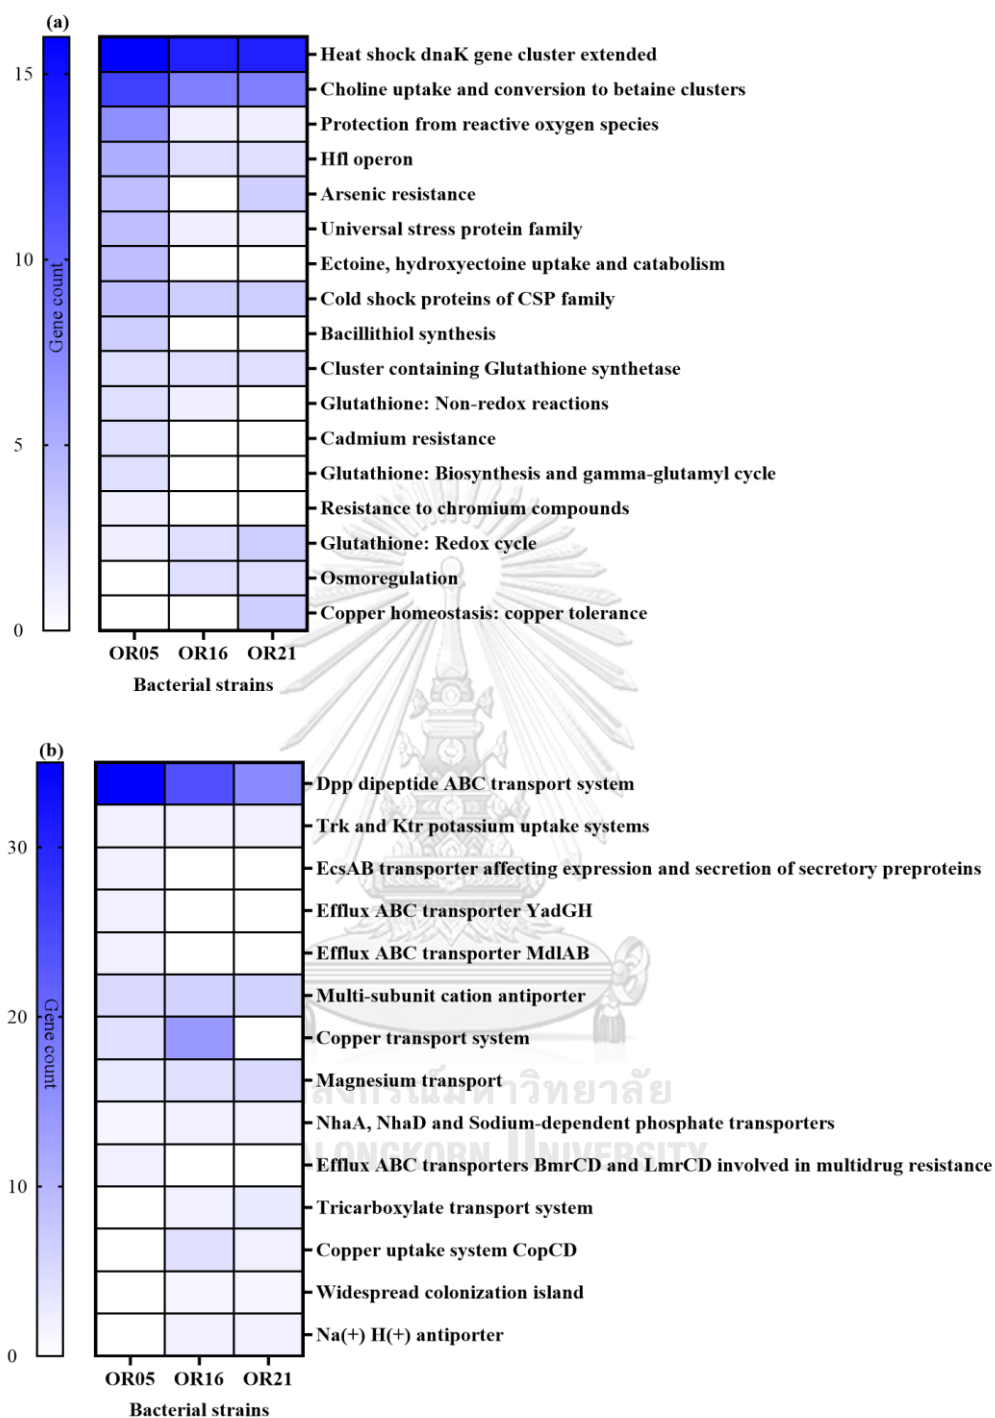 (a)
15
10
5
0
Gene count
Heat shock dnaK gene cluster extended
Choline uptake and conversion to betaine clusters
Protection from reactive oxygen species
Hfl operon
Arsenic resistance
Universal stress protein family
Ectoine, hydroxyectoine uptake and catabolism
Cold shock proteins of CSP family
Bacillithiol synthesis
Cluster containing Glutathione synthetase
Glutathione: Non-redox reactions
Cadmium resistance
Glutathione: Biosynthesis and gamma-glutamyl cycle
Resistance to chromium compounds
Glutathione: Redox cycle
Osmoregulation
Copper homeostasis: copper tolerance
OR05 OR16 OR21
Bacterial strains
(b)
30
20
10
0
Gene count
Dpp dipeptide ABC transport system
Trk and Ktr potassium uptake systems
EcsAB transporter affecting expression and secretion of secretory preproteins
Efflux ABC transporter YadGH
Efflux ABC transporter MdlAB
Multi-subunit cation antiporter
Copper transport system
Magnesium transport
NhaA, NhaD and Sodium-dependent phosphate transporters
Efflux ABC transporters BmrCD and LmrCD involved in multidrug resistance
Tricarboxylate transport system
Copper uptake system CopCD
Widespread colonization island
Na(+) H(+) antiporter
OR05 OR16 OR21
Bacterial strains
UNIVERSITY